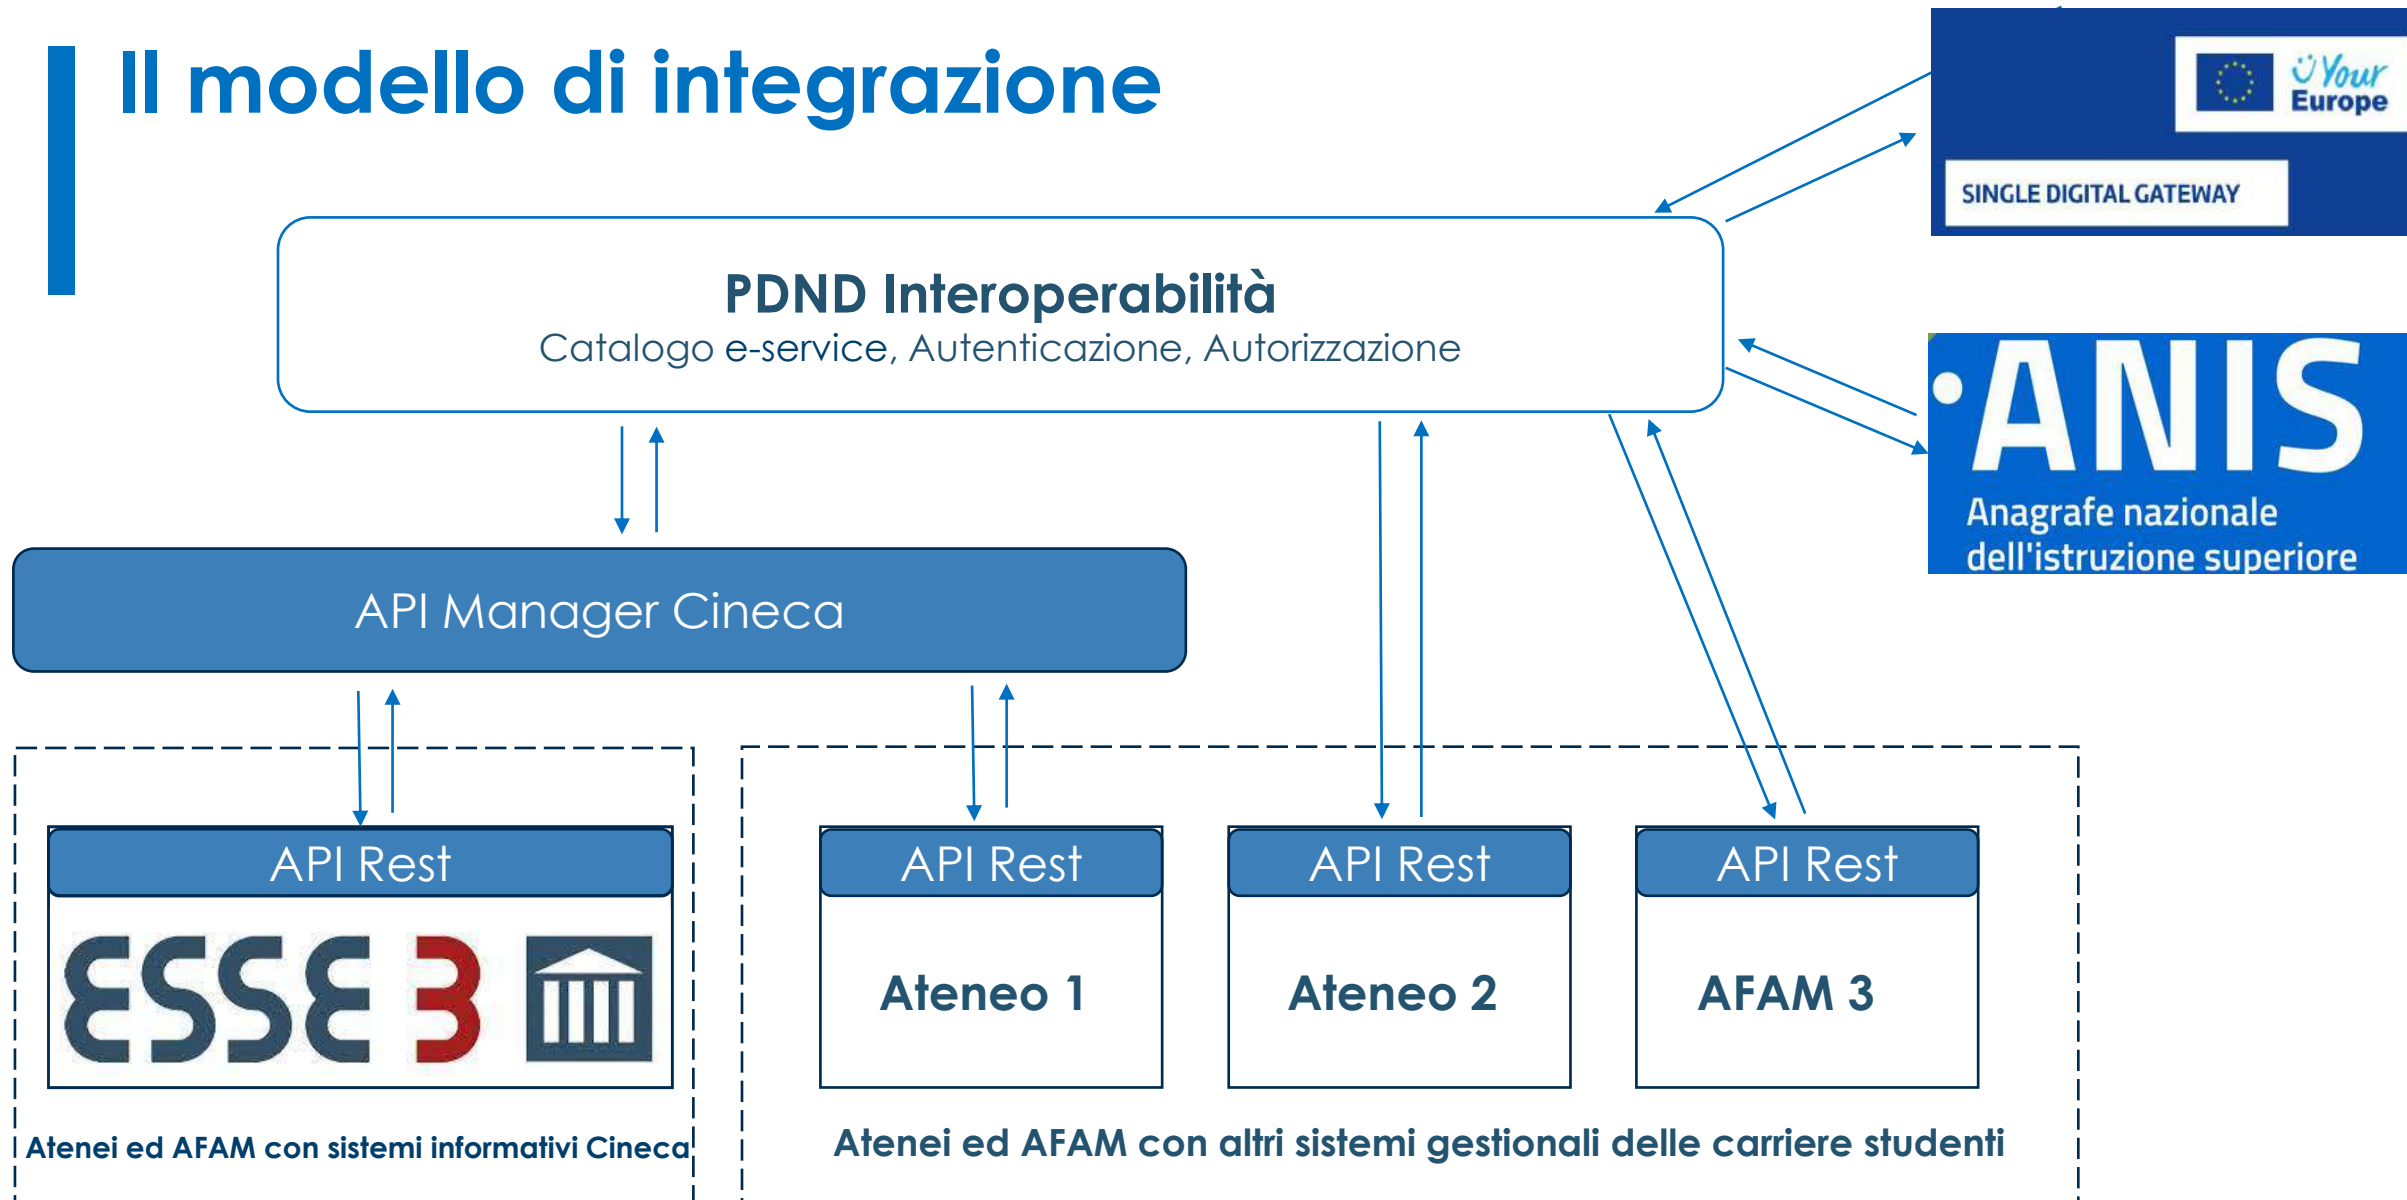 Il modello di integrazione
Your
Europe
SINGLE DIGITAL GATEWAY
PDND Interoperabilità
Catalogo e-service, Autenticazione, Autorizzazione
ANIS
Anagrafe nazionale
dell'istruzione superiore
API Manager Cineca
API Rest
API Rest
API Rest
API Rest
ESSE 3
Ateneo 1
Ateneo 2
AFAM 3
Atenei ed AFAM con sistemi informativi Cineca
Atenei ed AFAM con altri sistemi gestionali delle carriere studenti